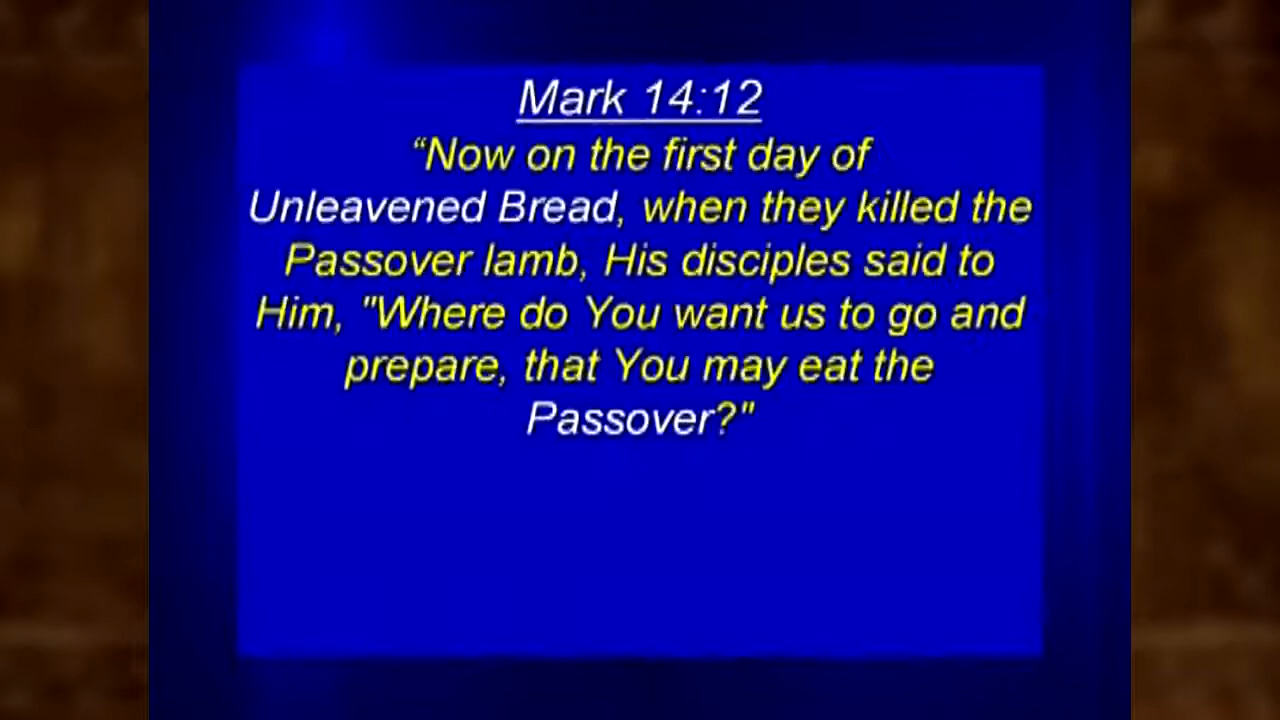 Mark 14:12
“Now on the first day of
Unleavened Bread, when they killed the
Passover lamb, His disciples said to
Him, "Where do You want us to go and
prepare, that You may eat the
Passover?"